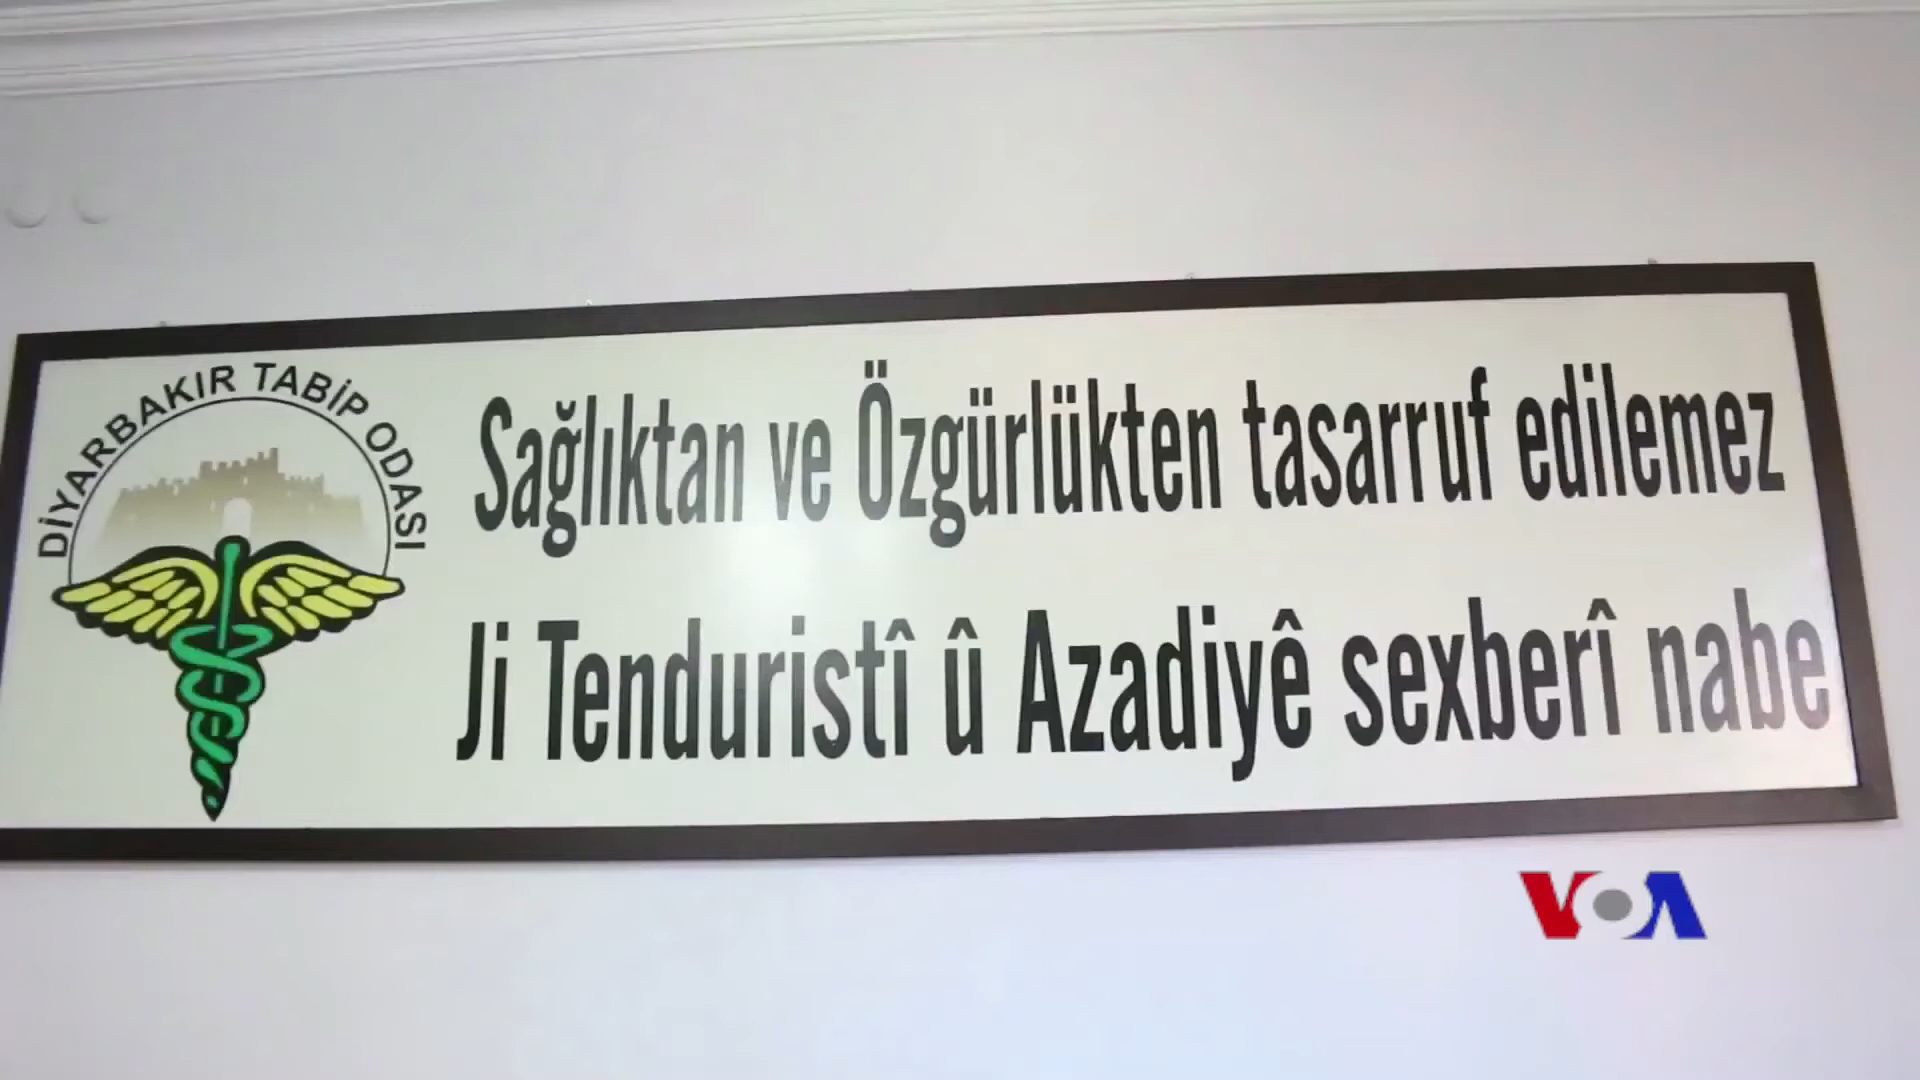 DİYARBAKIR TABİP ODASI
Sağlıktan ve Özgürlükten tasarruf edilemez
Ji Tenduristî û Azadiyê sexberî nabe
VOA